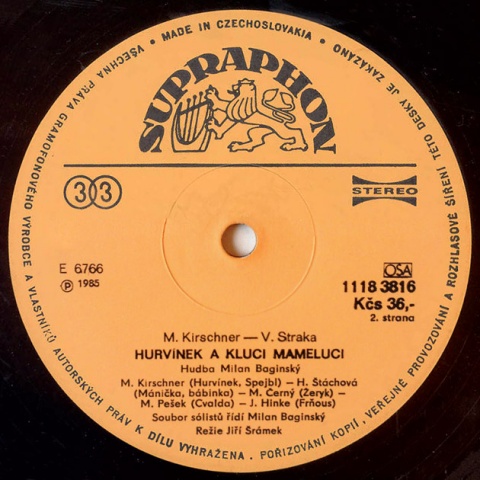 • MADE IN CZECHOSLOVAKIA •
VŠECHNA PRÁVA GRAMOFONOVÉHO VÝROBCE A VLASTNÍKŮ AUTORSKÝCH PRÁV K DÍLU VYHRAŽENA. POŘIZOVÁNÍ KOPIÍ, VEŘEJNÉ PROVOZOVÁNÍ A ROZHLASOVÉ ŠÍŘENÍ TÉTO DESKY JE ZAKÁZÁNO
SUPRAPHON
33
STEREO
E 6766
Ⓟ 1985
OSA
1118 3816
Kčs 36,-
2. strana
M. Kirschner — V. Straka
HURVÍNEK A KLUCI MAMELUCI
Hudba Milan Baginský
M. Kirschner (Hurvínek, Spejbl) — H. Štáchová
(Mánička, bábinka) — M. Černý (Zeryk) —
M. Pešek (Cvalda) — J. Hinke (Frňous)
Soubor sólistů řídí Milan Baginský
Režie Jiří Šrámek